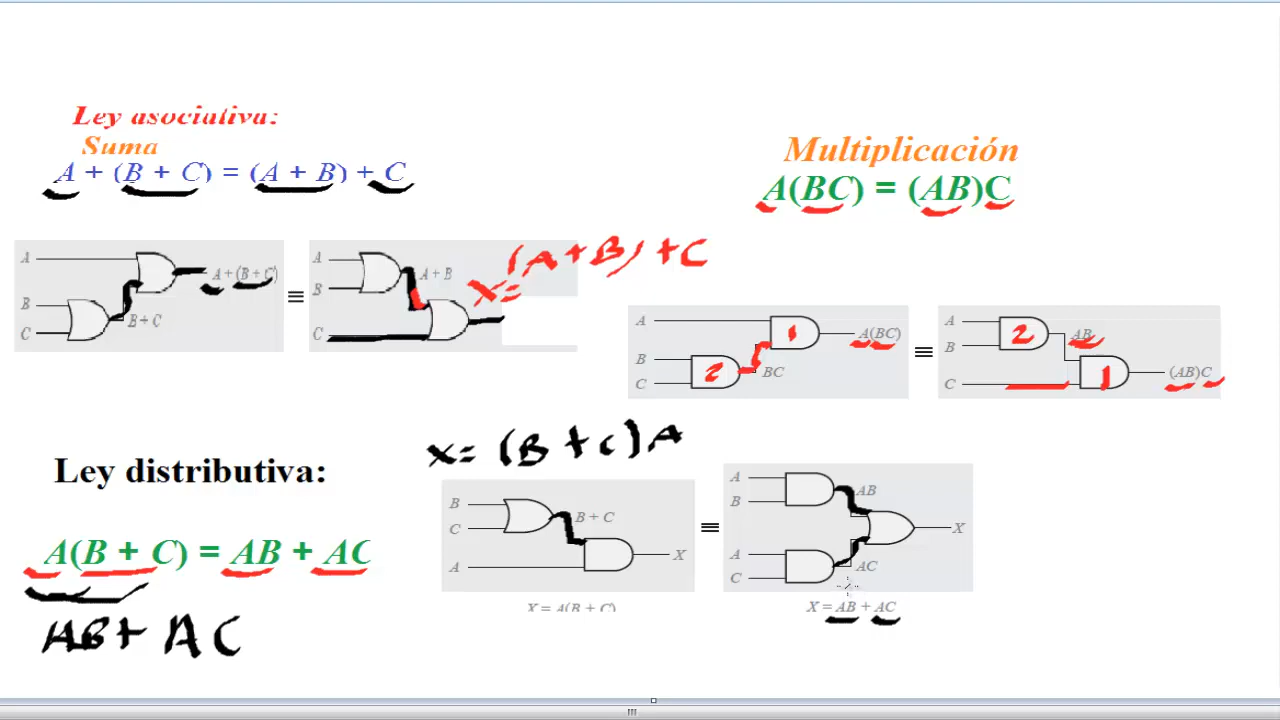 Ley asociativa:
Suma
A + (B + C) = (A + B) + C
Multiplicación
A(BC) = (AB)C
A
B
C
B + C
A + (B + C)
≡
A
B
C
A + B
X = (A + B) + C
A
B
C
2
1
BC
A(BC)
≡
A
B
C
2
1
AB
(AB)C
Ley distributiva:
A(B + C) = AB + AC
AB + AC
X = (B + C) A
B
C
A
B + C
X
X = A(B + C)
≡
A
B
A
C
AB
AC
X
X = AB + AC